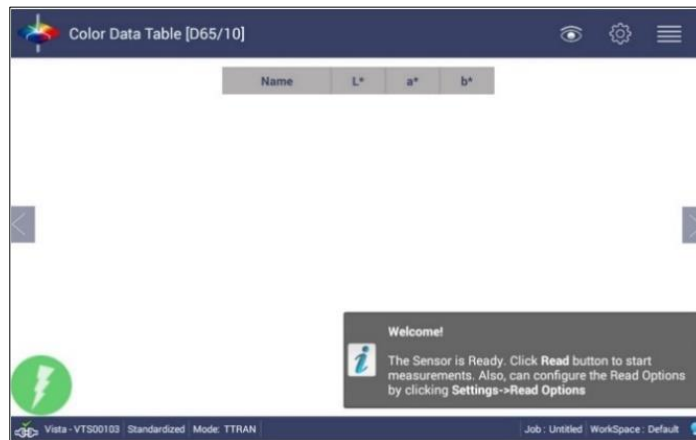 Color Data Table [D65/10]
Name L* a* b*
Welcome!
The Sensor is Ready. Click Read button to start
measurements. Also, can configure the Read Options
by clicking Settings->Read Options
Vista - VTS00103 Standardized Mode: TTRAN Job : Untitled WorkSpace : Default